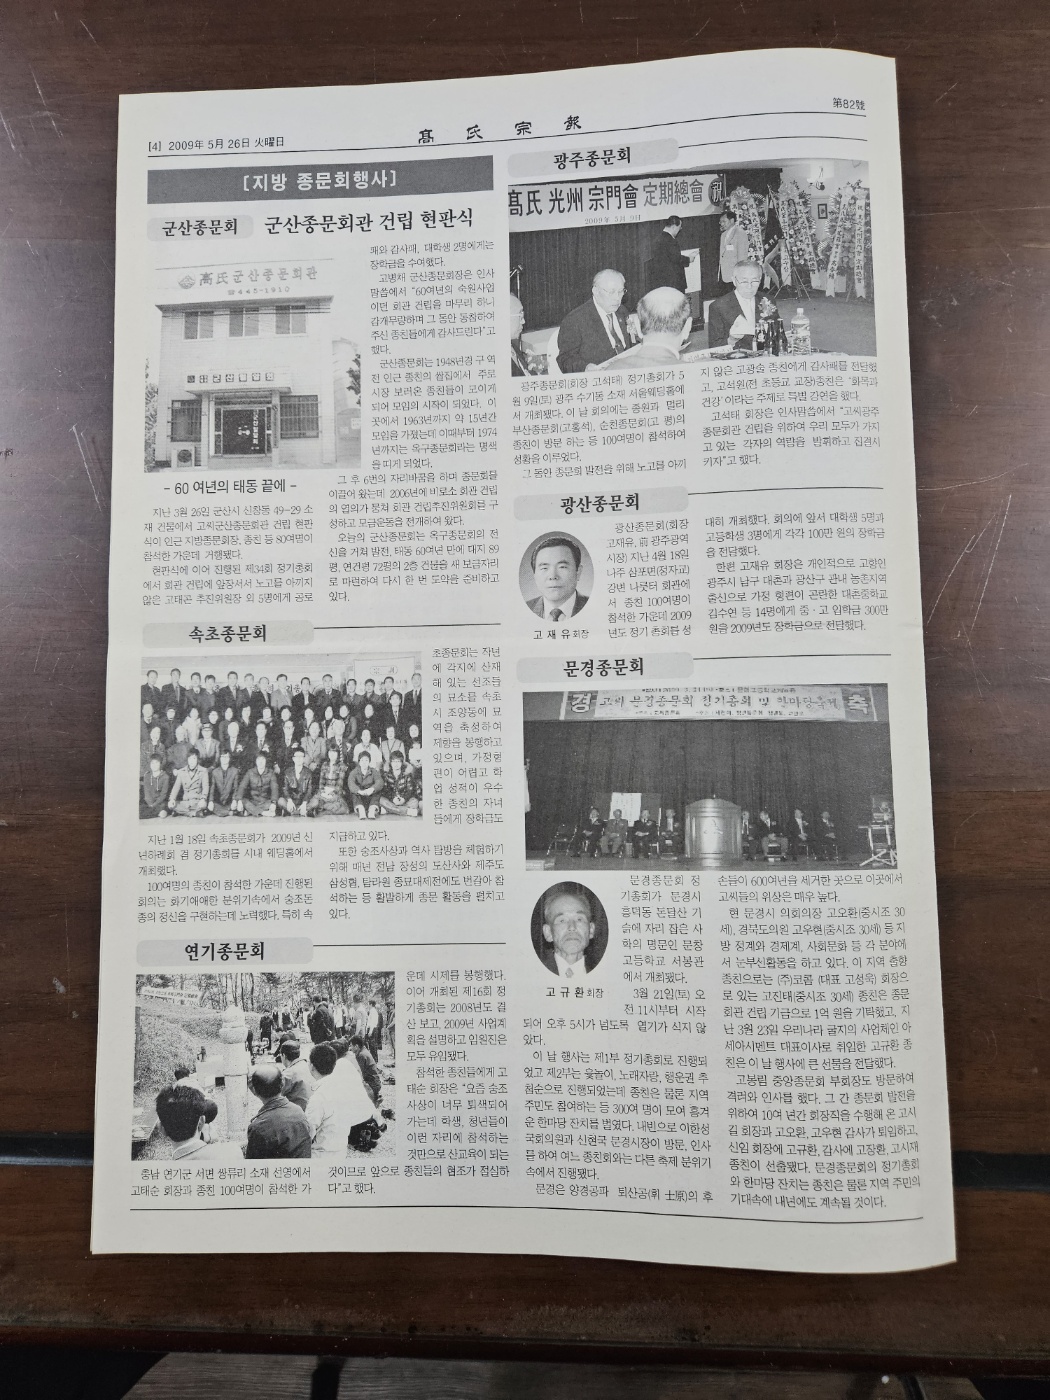 [4] 2009年 5月 26日 火曜日
高氏宗報
第82號
[지방 종문회행사]
군산종문회
군산종문회관 건립 현판식
高氏군산종문회관
- 60 여년의 태동 끝에 -
지난 3월 26일 군산시 신창동 49-29 소
재 건물에서 고씨군산종문회관 건립 현판
식이 인근 지방종문회장, 종친 등 80여명이
참석한 가운데 거행됐다.
현판식에 이어 진행된 제34회 정기총회
에서 회관 건립에 앞장서서 노고를 아끼지
않은 고대곤 추진위원장 외 5명에게 공로
패와 감사패, 대학생 2명에게는
장학금을 수여했다.
고병채 군산종문회장은 인사
말씀에서 "60여년의 숙원사업
이던 회관 건립을 마무리 하니
감개무량하며 그 동안 동참하여
주신 종친들에게 감사드린다"고
했다.
군산종문회는 1948년경 구 역
전 인근 종친의 쌀집에서 주로
시장 보러온 종친들이 모이게
되어 모임의 시작이 되었다. 이
곳에서 1963년까지 약 15년간
모임을 가졌는데 이때부터 1974
년까지는 옥구종문회라는 명색
을 띠게 되었다.
그 후 6번의 자리바꿈을 하며 종문회를
이끌어 왔는데 2006년에 비로소 회관 건립
의 염의가 뭉쳐 회관 건립추진위원회를 구
성하고 모금운동을 전개하여 왔다.
오늘의 군산종문회는 옥구종문회의 전
신을 거쳐 발전, 태동 60여년 만에 대지 89
평, 연건평 72평의 2층 건물을 새 보금자리
로 마련하여 다시 한 번 도약을 준비하고
있다.
속초종문회
지난 1월 18일 속초종문회가 2009년 신
년하례회 겸 정기총회를 시내 웨딩홀에서
개최했다.
100여명의 종친이 참석한 가운데 진행된
회의는 화기애애한 분위기속에서 숭조돈
종의 정신을 구현하는데 노력했다. 특히 속
초종문회는 작년
에 각지에 산재
해 있는 선조들
의 묘소를 속초
시 조양동에 묘
역을 축성하여
제향을 봉행하고
있으며, 가정형
편이 어렵고 학
업 성적이 우수
한 종친의 자녀
들에게 장학금도
지급하고 있다.
또한 숭조사상과 역사 탐방을 체험하기
위해 매년 전남 장성의 도산사와 제주도
삼성혈, 탐라원 종묘대제전에도 번갈아 참
석하는 등 활발하게 종문 활동을 펼치고
있다.
연기종문회
충남 연기군 서면 쌍류리 소재 선영에서
고태순 회장과 종친 100여명이 참석한 가
운데 시제를 봉행했다.
이어 개최된 제16회 정
기총회는 2008년도 결
산 보고, 2009년 사업계
획을 설명하고 임원진은
모두 유임됐다.
참석한 종친들에게 고
태순 회장은 "요즘 숭조
사상이 너무 퇴색되어
가는데 학생, 청년들이
이런 자리에 참석하는
것만으로 산교육이 되는
것이므로 앞으로 종친들의 협조가 절심하
다"고 했다.
광주종문회
高氏 光州 宗門會 定期總會 祝
2009年 5月 9日
광주종문회(회장 고석태) 정기총회가 5
월 9일(토) 광주 수기동 소재 서울웨딩홀에
서 개최됐다. 이 날 회의에는 종원과 멀리
부산종문회(고홍석), 순천종문회(고 평)의
종친이 방문 하는 등 100여명이 참석하여
성황을 이루었다.
그 동안 종문회 발전을 위해 노고를 아끼
지 않은 고광술 종친에게 감사패를 전달했
고, 고석원(전 초등교 교장)종친은 '화목과
건강' 이라는 주제로 특별 강연을 했다.
고석태 회장은 인사말씀에서 "고씨광주
종문회관 건립을 위하여 우리 모두가 가지
고 있는 각자의 역량을 발휘하고 집결시
키자"고 했다.
광산종문회
고 재 유 회장
광산종문회(회장
고재유, 前 광주광역
시장) 지난 4월 18일
나주 삼포면(정자교)
강변 나룻터 회관에
서 종친 100여명이
참석한 가운데 2009
년도 정기 총회를 성
대히 개최했다. 회의에 앞서 대학생 5명과
고등학생 3명에게 각각 100만 원의 장학금
을 전달했다.
한편 고재유 회장은 개인적으로 고향인
광주시 남구 대촌과 광산구 관내 농촌지역
출신으로 가정 형편이 곤란한 대촌중학교
김수연 등 14명에게 중·고 입학금 300만
원을 2009년도 장학금으로 전달했다.
문경종문회
경 고씨 문경종문회 정기총회 및 한마당축제 축
고 규 환 회장
문경종문회 정
기총회가 문경시
흥덕동 돈달산 기
슭에 자리 잡은 사
학의 명문인 문창
고등학교 서봉관
에서 개최됐다.
3월 21일(토) 오
전 11시부터 시작
되어 오후 5시가 넘도록 열기가 식지 않
았다.
이 날 행사는 제1부 정기총회로 진행되
었고 제2부는 윷놀이, 노래자랑, 행운권 추
첨순으로 진행되었는데 종친은 물론 지역
주민도 참여하는 등 300여 명이 모여 흥겨
운 한마당 잔치를 벌였다. 내빈으로 이한성
국회의원과 신현국 문경시장이 방문, 인사
를 하여 여느 종친회와는 다른 축제 분위기
속에서 진행됐다.
문경은 양경공파 퇴산공의 후
손들이 600여년을 세거한 곳으로 이곳에서
고씨들의 위상은 매우 높다.
현 문경시 의회의장 고오환(중시조 30
세), 경북도의원 고우현(중시조 30세) 등 지
방 정계와 경제계, 사회문화 등 각 분야에
서 눈부신활동을 하고 있다. 이 지역 출향
종친으로는 (주)코롬 (대표 고성욱) 회장으
로 있는 고진태(중시조 30세) 종친은 종문
회관 건립 기금으로 1억 원을 기탁했고, 지
난 3월 23일 우리나라 굴지의 사업체인 아
세아시멘트 대표이사로 취임한 고규환 종
친은 이 날 행사에 큰 선물을 전달했다.
고봉림 중앙종문회 부회장도 방문하여
격려와 인사를 했다. 그 간 종문회 발전을
위하여 10여 년간 회장직을 수행해 온 고시
길 회장과 고오환, 고우현 감사가 퇴임하고,
신임 회장에 고규환, 감사에 고장환, 고시재
종친이 선출됐다. 문경종문회의 정기총회
와 한마당 잔치는 종친은 물론 지역 주민의
기대속에 내년에도 계속될 것이다.